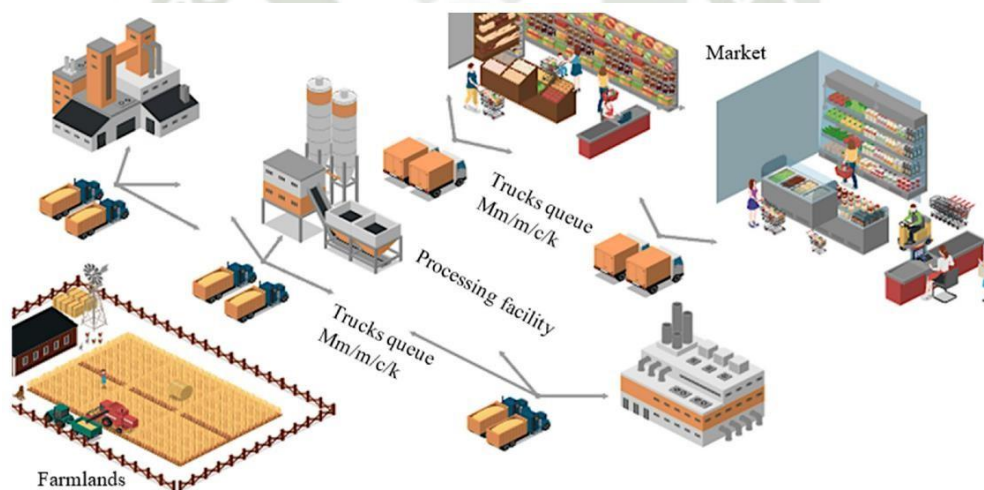 Market
Trucks queue
Mm/m/c/k
Processing facility
Trucks queue
Mm/m/c/k
Farmlands